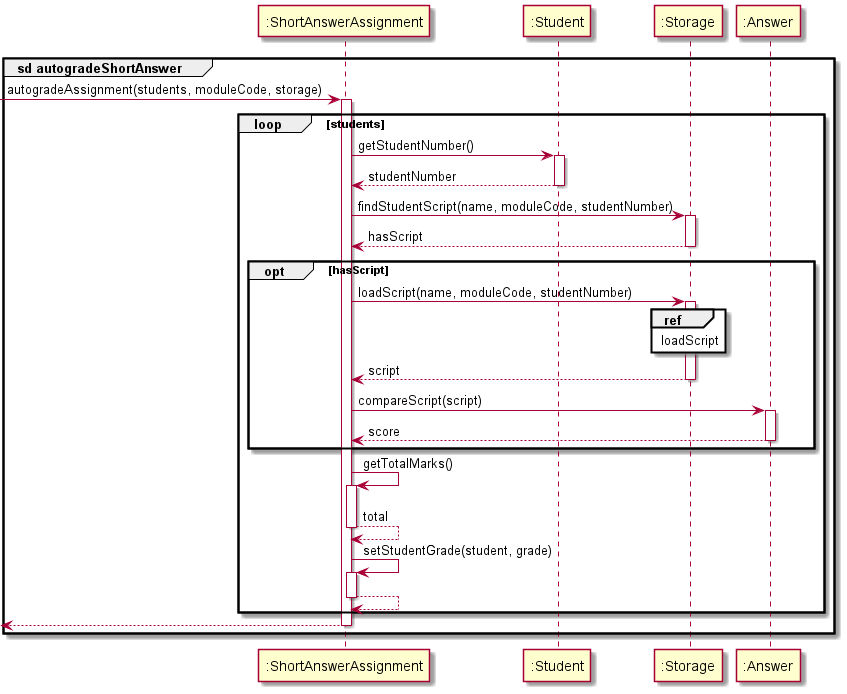 :ShortAnswerAssignment :Student :Storage :Answer
sd autogradeShortAnswer
autogradeAssignment(students, moduleCode, storage)
loop [students]
getStudentNumber()
studentNumber
findStudentScript(name, moduleCode, studentNumber)
hasScript
opt [hasScript]
loadScript(name, moduleCode, studentNumber)
ref
loadScript
script
compareScript(script)
score
getTotalMarks()
total
setStudentGrade(student, grade)
:ShortAnswerAssignment :Student :Storage :Answer